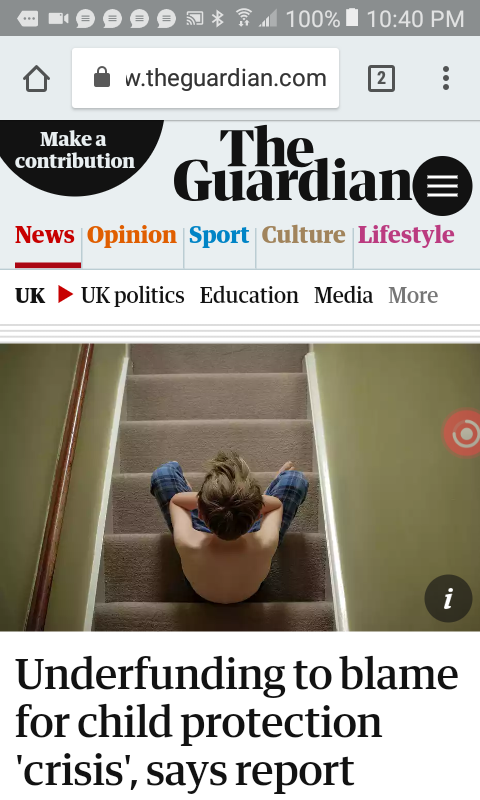 100% 10:40 PM
w.theguardian.com 2
Make a
contribution
The
Guardian
News Opinion Sport Culture Lifestyle
UK UK politics Education Media More
i
Underfunding to blame
for child protection
'crisis', says report